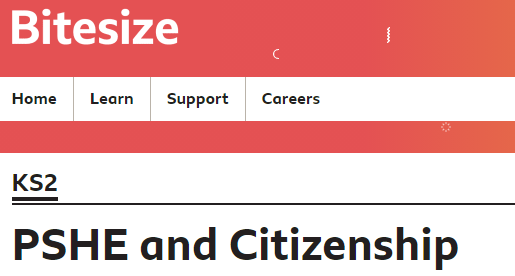 Bitesize
Home Learn Support Careers
KS2
PSHE and Citizenship